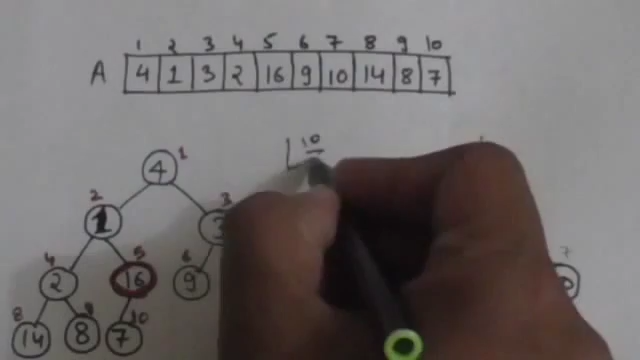 1 2 3 4 5 6 7 8 9 10
A 4 1 3 2 16 9 10 14 8 7
10
4 1
2 1 3
4 2 5 16 6 9 7
8 14 8 10 7